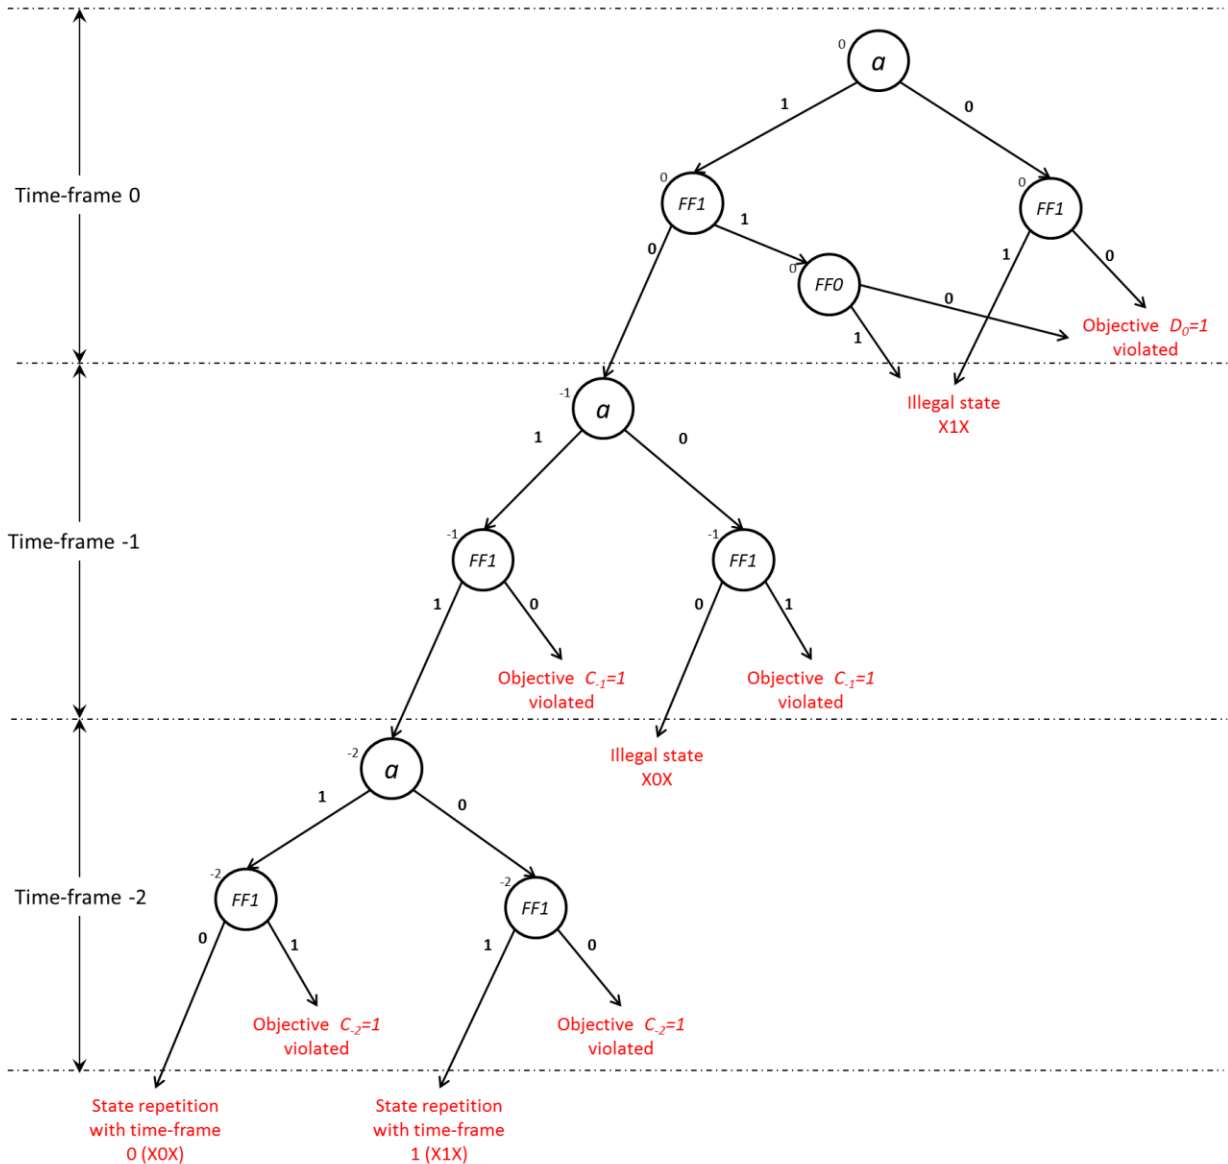 0
a
1
0
Time-frame 0
0
FF1
0
FF1
1
0
0
FF0
1
0
0
1
Objective D0=1
violated
Illegal state
X1X
-1
a
1
0
Time-frame -1
-1
FF1
-1
FF1
1
0
0
1
Objective C-1=1
violated
Objective C-1=1
violated
Illegal state
X0X
-2
a
1
0
Time-frame -2
-2
FF1
-2
FF1
0
1
1
0
Objective C-2=1
violated
Objective C-2=1
violated
State repetition
with time-frame
0 (X0X)
State repetition
with time-frame
1 (X1X)